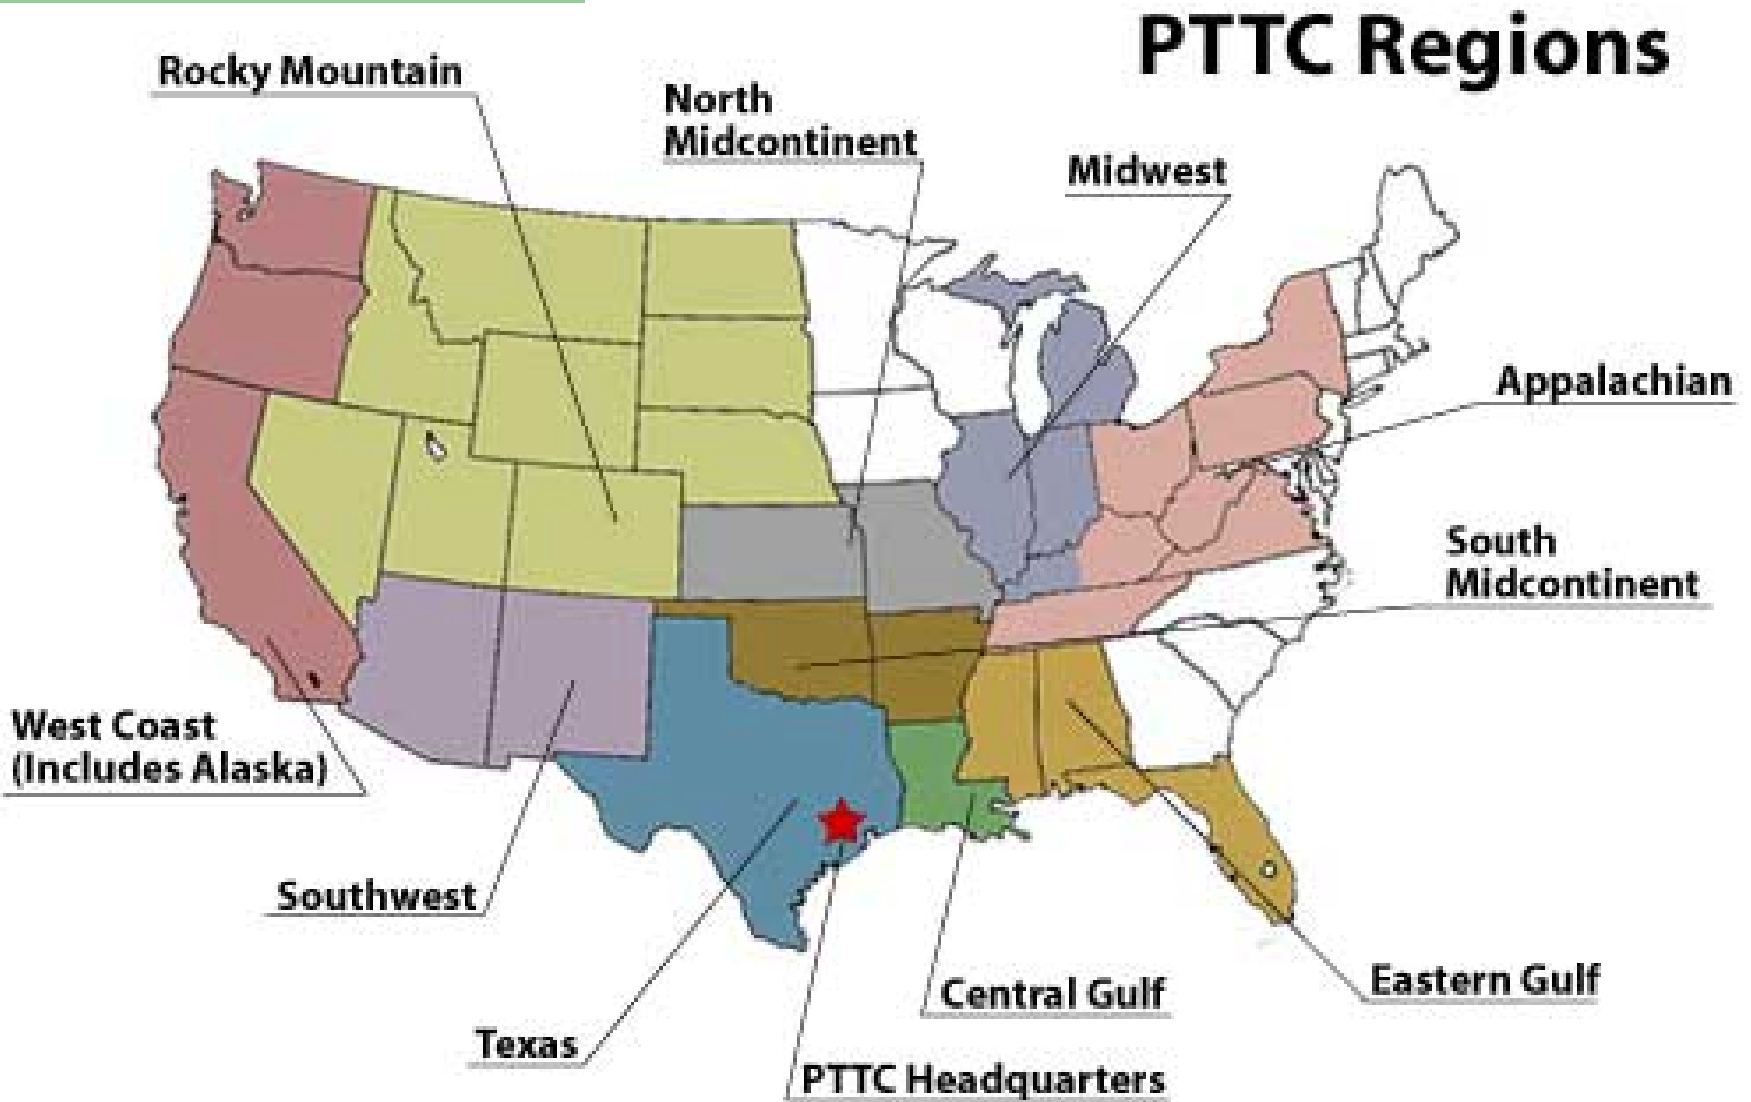 PTTC Regions
Rocky Mountain
North
Midcontinent
Midwest
Appalachian
South
Midcontinent
West Coast
(Includes Alaska)
Southwest
Eastern Gulf
Central Gulf
Texas
PTTC Headquarters